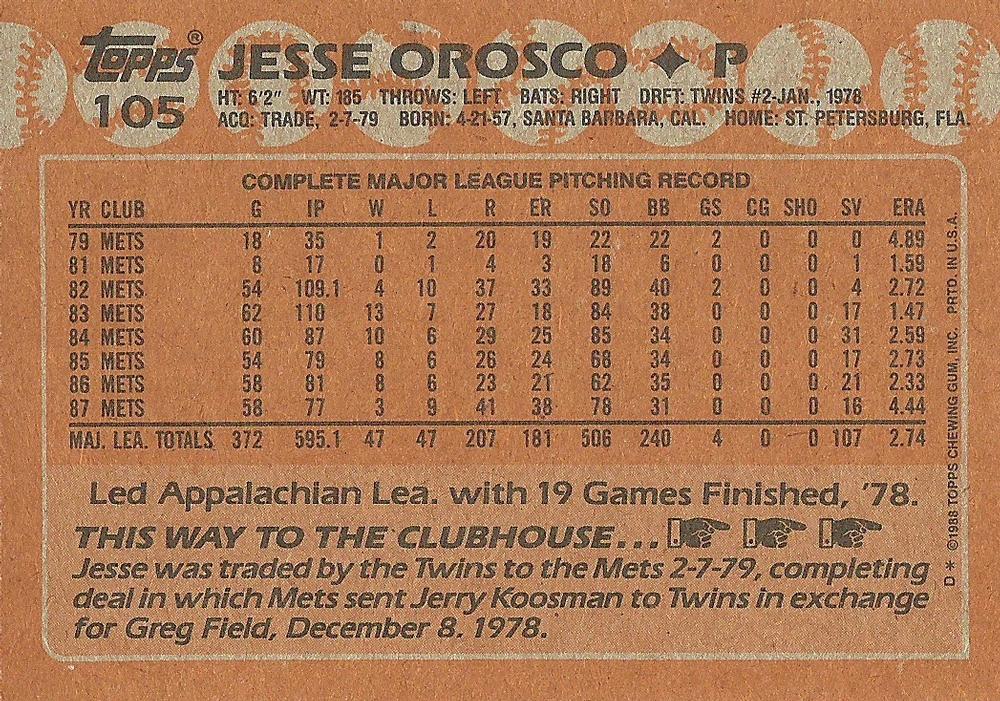 topps® JESSE OROSCO ✦ P
105 HT: 6'2" WT: 185 THROWS: LEFT BATS: RIGHT DRFT: TWINS #2-JAN., 1978
ACQ: TRADE, 2-7-79 BORN: 4-21-57, SANTA BARBARA, CAL. HOME: ST. PETERSBURG, FLA.
COMPLETE MAJOR LEAGUE PITCHING RECORD
YR CLUB G IP W L R ER SO BB GS CG SHO SV ERA
79 METS 18 35 1 2 20 19 22 22 2 0 0 0 4.89
81 METS 8 17 0 1 4 3 18 6 0 0 0 1 1.59
82 METS 54 109.1 4 10 37 33 89 40 2 0 0 4 2.72
83 METS 62 110 13 7 27 18 84 38 0 0 0 17 1.47
84 METS 60 87 10 6 29 25 85 34 0 0 0 31 2.59
85 METS 54 79 8 6 26 24 68 34 0 0 0 17 2.73
86 METS 58 81 8 6 23 21 62 35 0 0 0 21 2.33
87 METS 58 77 3 9 41 38 78 31 0 0 0 16 4.44
MAJ. LEA. TOTALS 372 595.1 47 47 207 181 506 240 4 0 0 107 2.74
Led Appalachian Lea. with 19 Games Finished, '78.
THIS WAY TO THE CLUBHOUSE...
Jesse was traded by the Twins to the Mets 2-7-79, completing
deal in which Mets sent Jerry Koosman to Twins in exchange
for Greg Field, December 8, 1978.
D* ©1988 TOPPS CHEWING GUM, INC. PRTD. IN U.S.A.